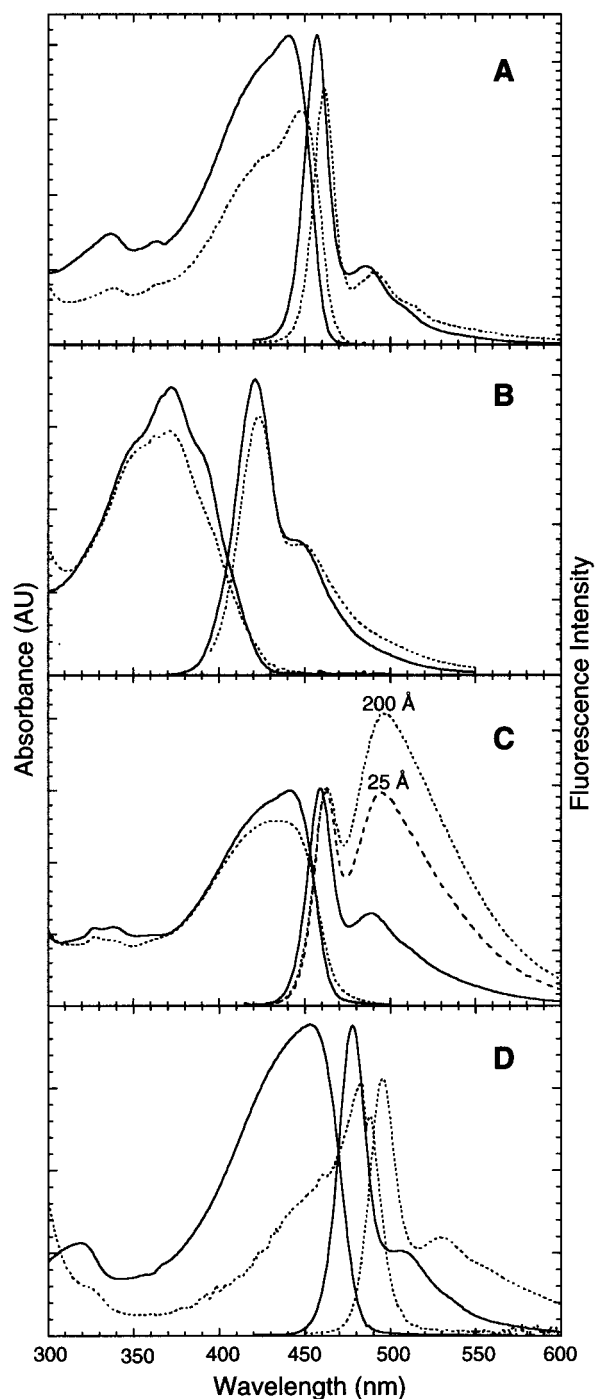 A
B
Absorbance (AU)
Fluorescence Intensity
200 Å
C
25 Å
D
300 350 400 450 500 550 600
Wavelength (nm)